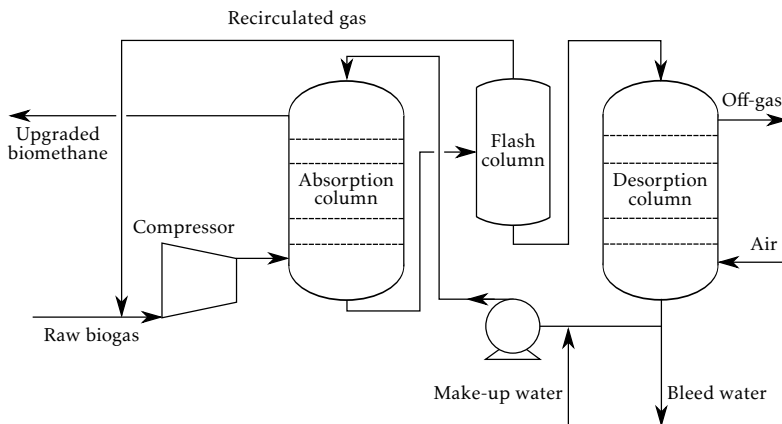 Recirculated gas
Off-gas
Upgraded
biomethane
Flash
column
Absorption
column
Desorption
column
Compressor
Air
Raw biogas
Make-up water
Bleed water